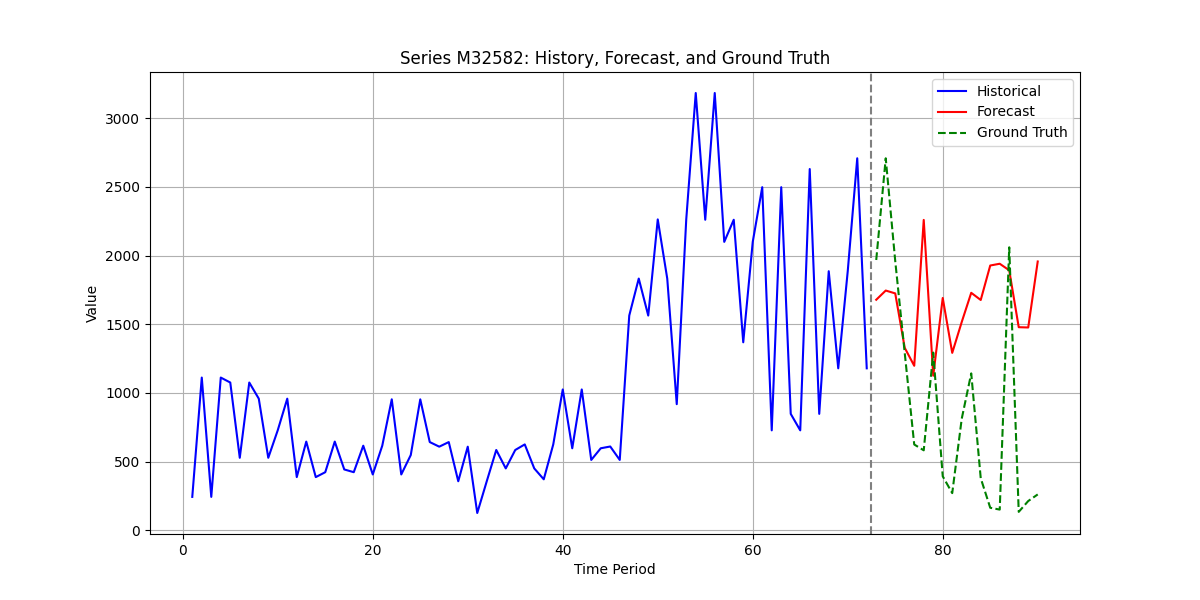 Series M32582: History, Forecast, and Ground Truth
Historical
Forecast
Ground Truth
Value
3000
2500
2000
1500
1000
500
0
0 20 40 60 80
Time Period